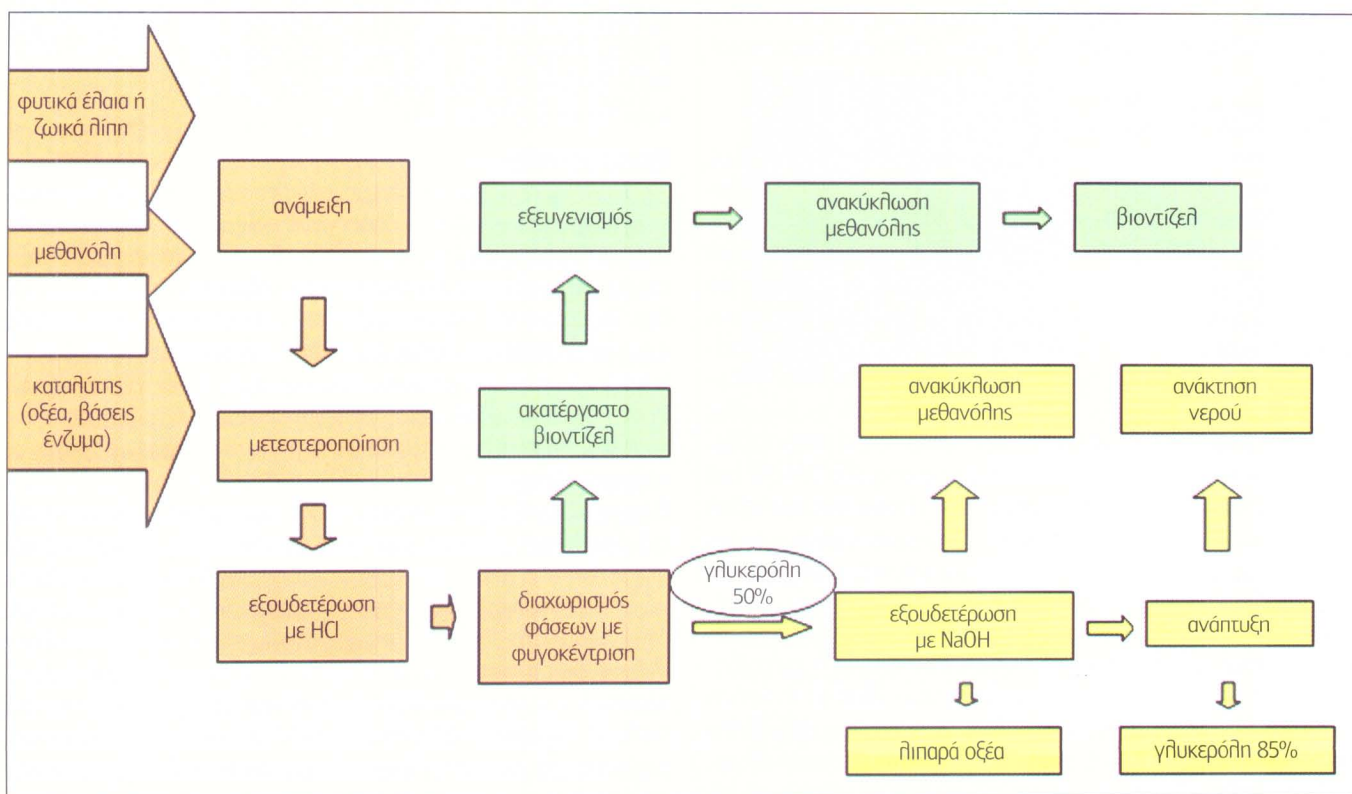 φυτικά έλαια ή
ζωικά λίπη
μεθανόλη
καταλύτης
(οξέα, βάσεις
ένζυμα)
ανάμειξη
μετεστεροποίηση
εξουδετέρωση
με HCl
διαχωρισμός
φάσεων με
φυγοκέντριση
ακατέργαστο
βιοντίζελ
εξευγενισμός
ανακύκλωση
μεθανόλης
βιοντίζελ
γλυκερόλη
50%
εξουδετέρωση
με NaOH
ανακύκλωση
μεθανόλης
λιπαρά οξέα
ανάπτυξη
ανάκτηση
νερού
γλυκερόλη 85%